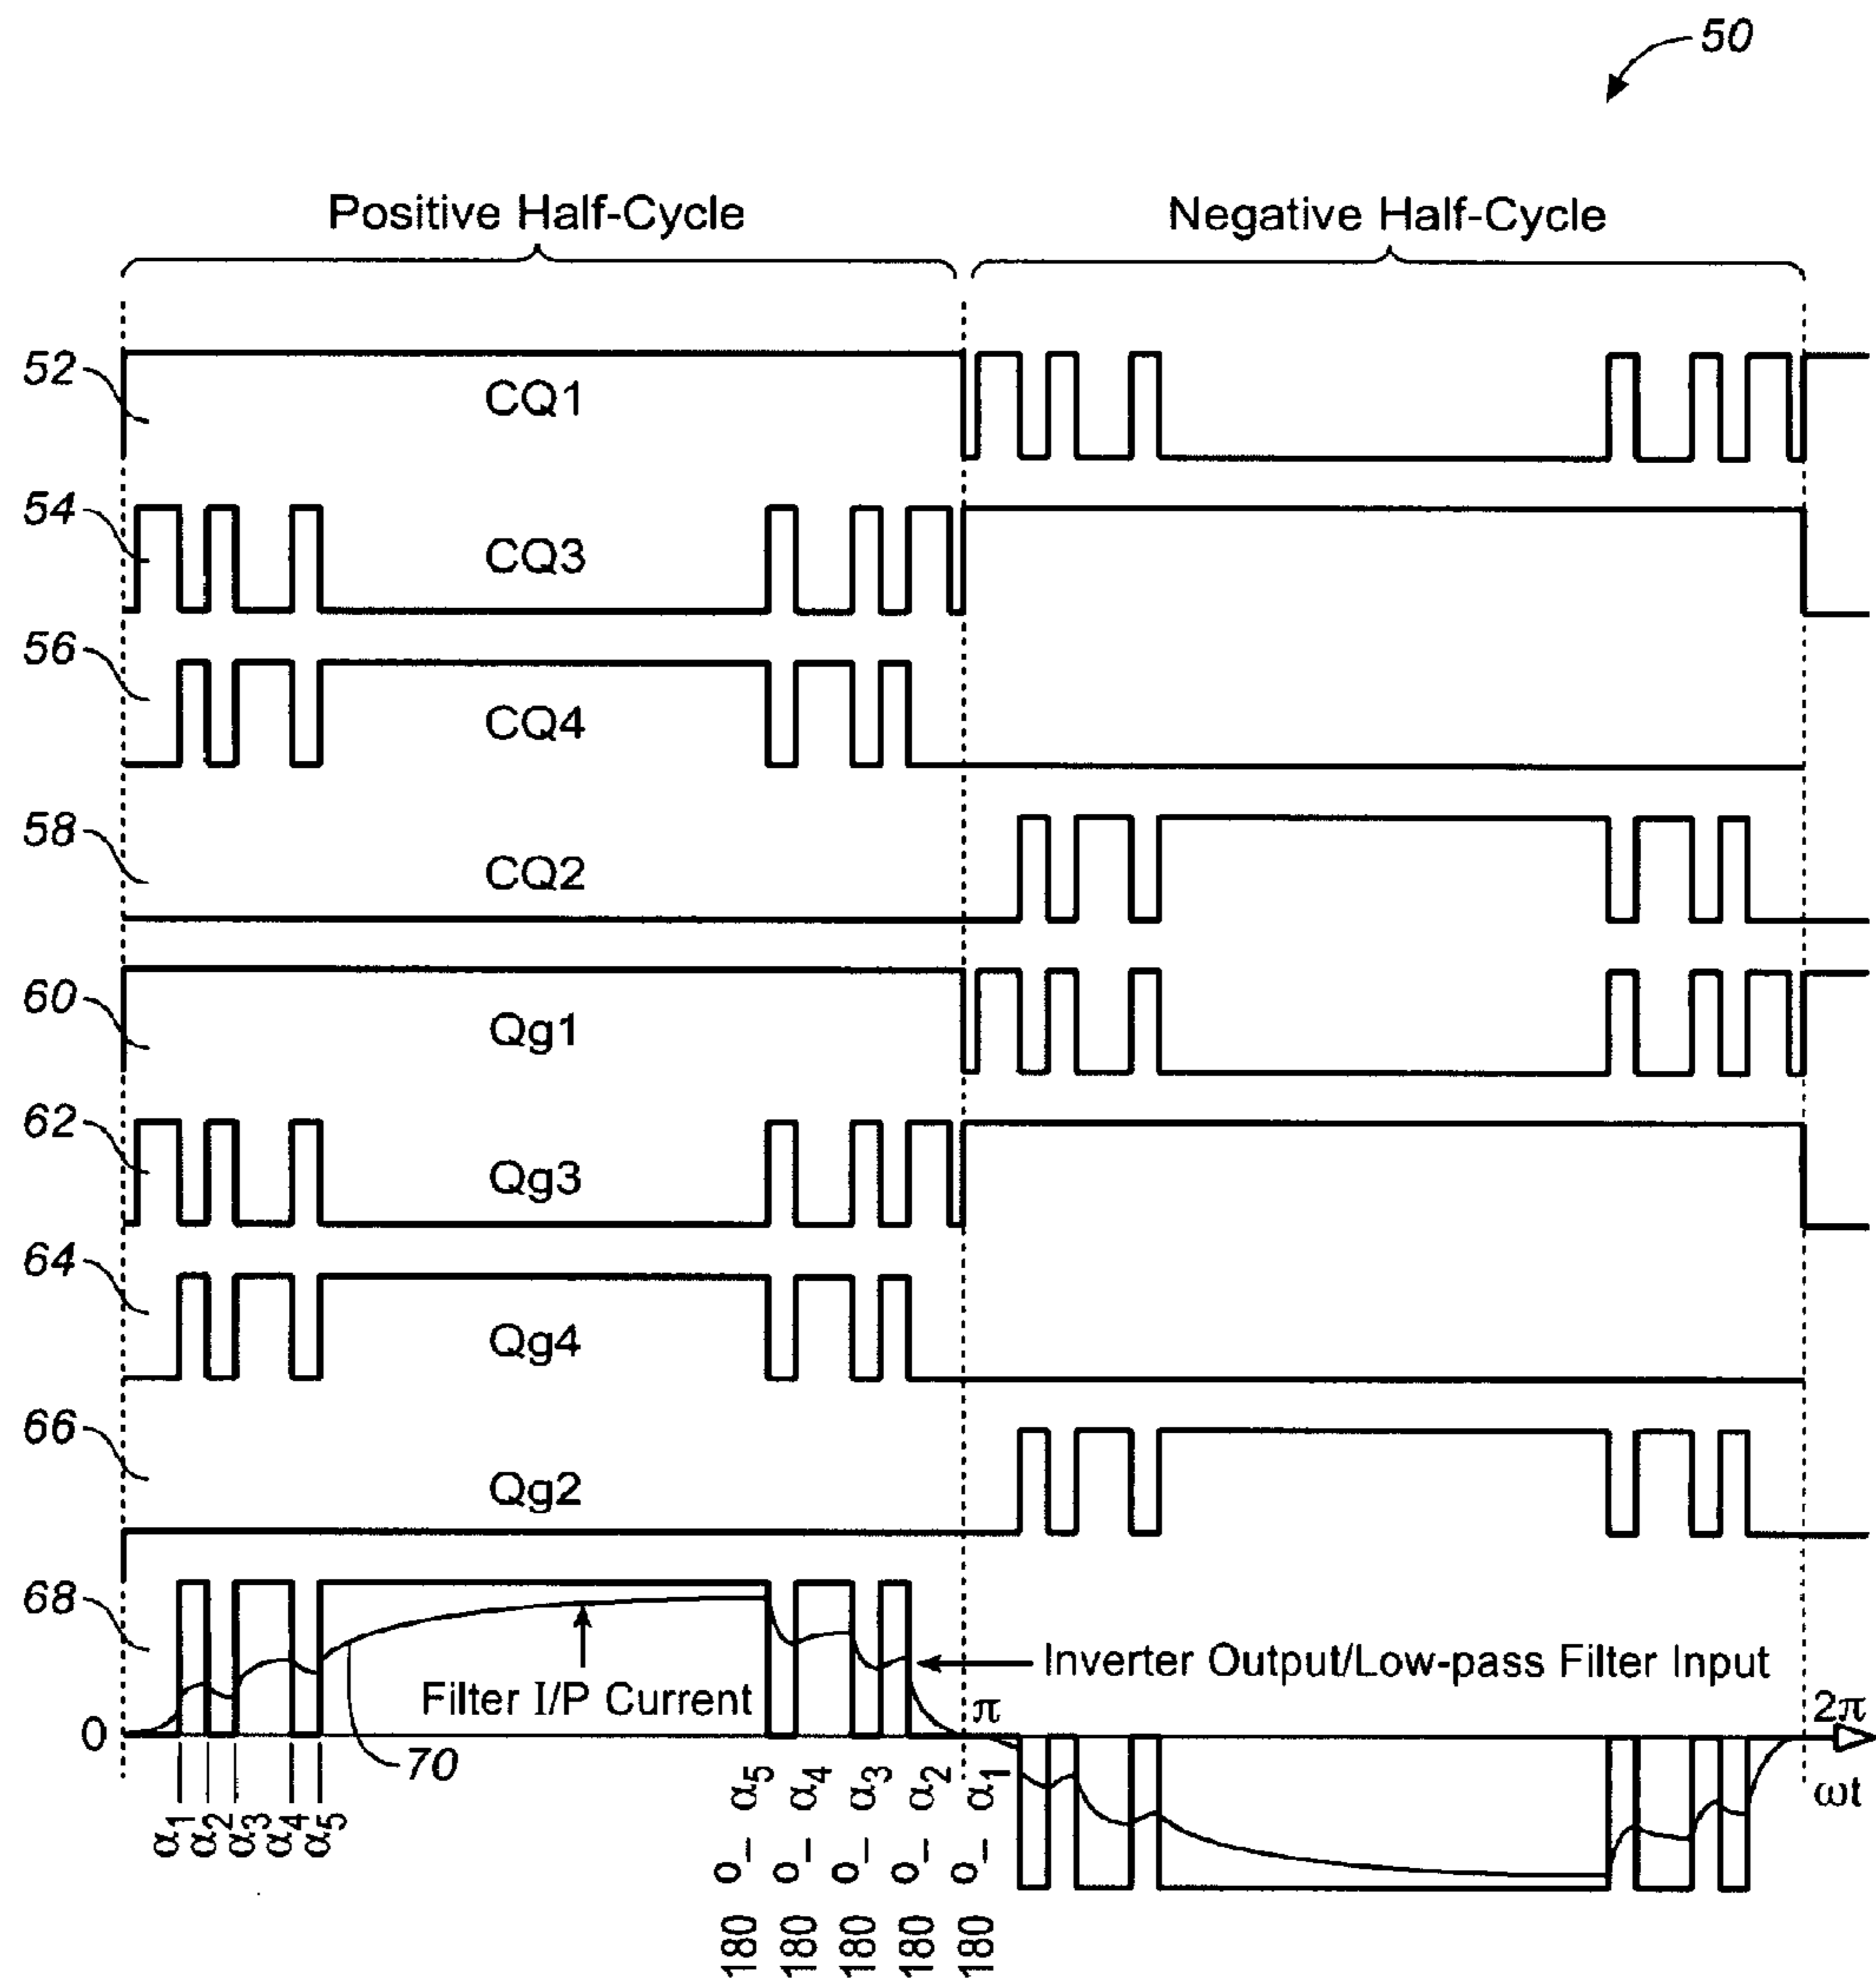 50
Positive Half-Cycle
Negative Half-Cycle
52
CQ1
54
CQ3
56
CQ4
58
CQ2
60
Qg1
62
Qg3
64
Qg4
66
Qg2
68
Filter I/P Current
Inverter Output/Low-pass Filter Input
70
0
π
2π
ωt
α1
α2
α3
α4
α5
180 o– α5
180 o– α4
180 o– α3
180 o– α2
180 o– α1